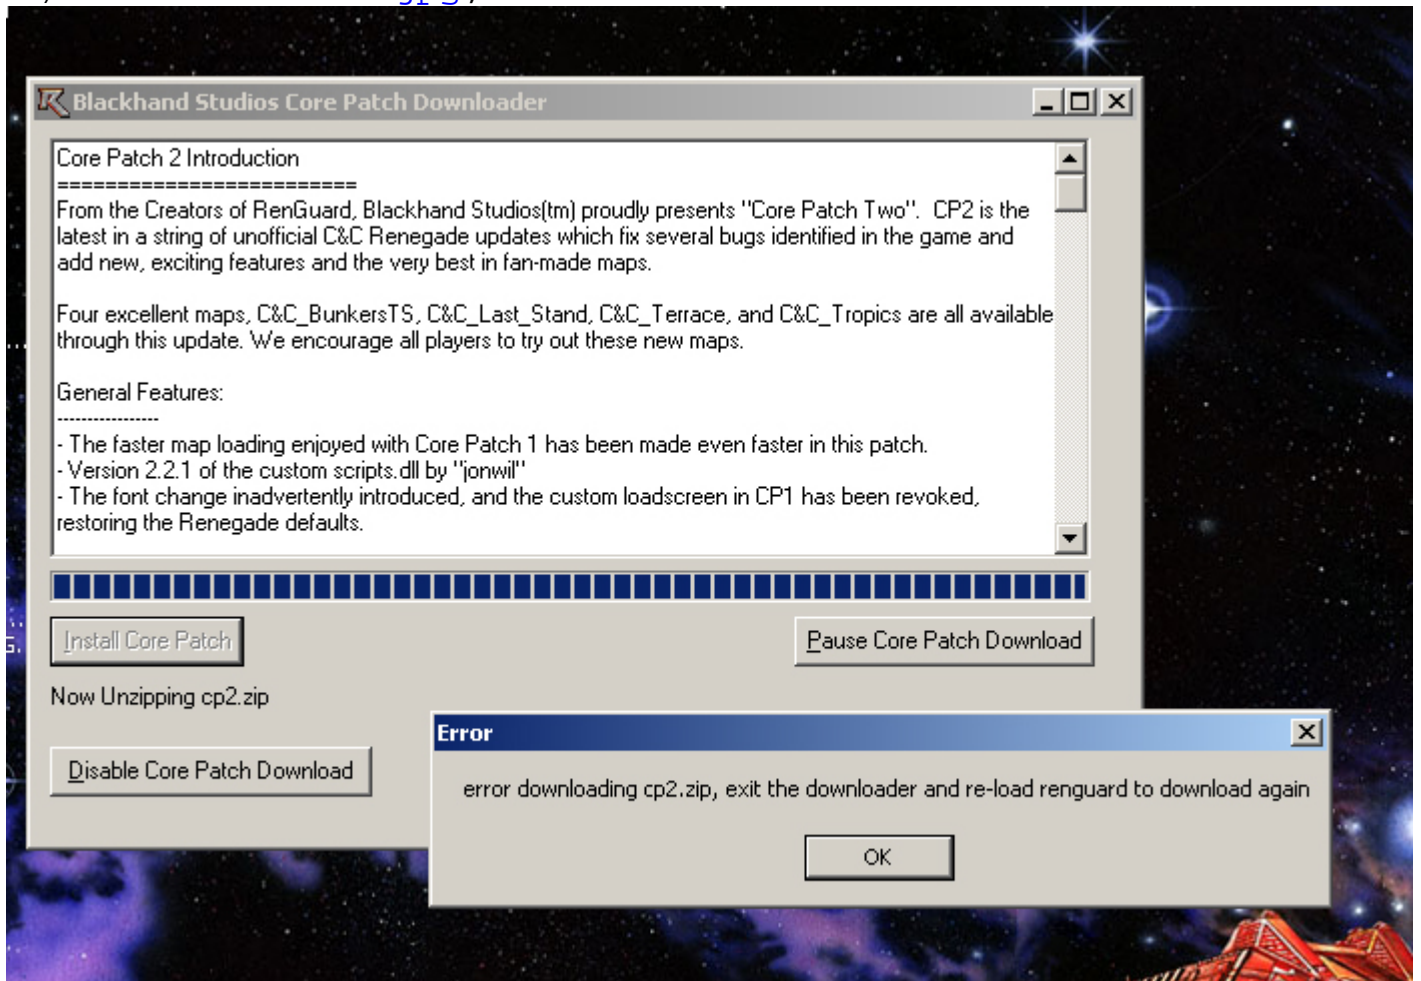 Blackhand Studios Core Patch Downloader
Core Patch 2 Introduction
=========================
From the Creators of RenGuard, Blackhand Studios(tm) proudly presents "Core Patch Two".  CP2 is the
latest in a string of unofficial C&C Renegade updates which fix several bugs identified in the game and
add new, exciting features and the very best in fan-made maps.
Four excellent maps, C&C_BunkersTS, C&C_Last_Stand, C&C_Terrace, and C&C_Tropics are all available
through this update. We encourage all players to try out these new maps.
General Features:
-----------------
- The faster map loading enjoyed with Core Patch 1 has been made even faster in this patch.
- Version 2.2.1 of the custom scripts.dll by "jonwil"
- The font change inadvertently introduced, and the custom loadscreen in CP1 has been revoked,
restoring the Renegade defaults.
Install Core Patch
Pause Core Patch Download
Now Unzipping cp2.zip
Disable Core Patch Download
Error
error downloading cp2.zip, exit the downloader and re-load renguard to download again
OK